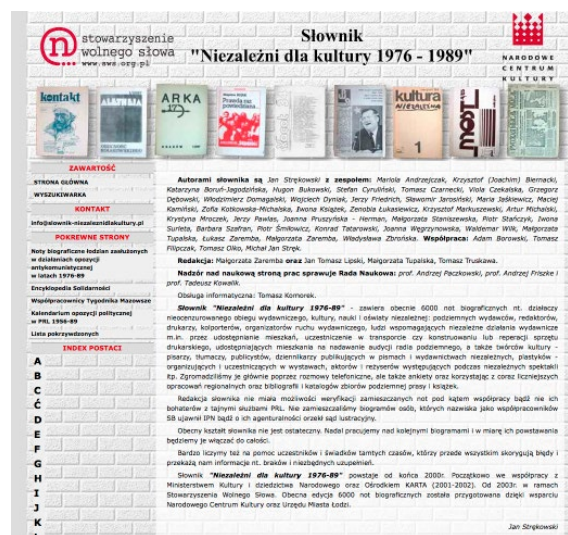 stowarzyszenie
wolnego słowa
www.sws.org.pl
Słownik
"Niezależni dla kultury 1976 - 1989"
NARODOWE
CENTRUM
KULTURY
kontakt
ARKA
17
kultura
NIEZALEŻNA
1
ZAWARTOŚĆ
STRONA GŁÓWNA
WYSZUKIWARKA
KONTAKT
info@slownik-niezaleznidlakultury.pl
POKREWNE STRONY
Noty biograficzne łodzian zasłużonych
w działaniach opozycji
antykomunistycznej
w latach 1976-89
Encyklopedia Solidarności
Współpracownicy Tygodnika Mazowsze
Kalendarium opozycji politycznej
w PRL 1956-89
Lista pokrzywdzonych
INDEX POSTACI
A
B
C
Ć
D
E
F
G
H
I
J
K
Autorami słownika są Jan Strękowski z zespołem: Mariola Andrzejczak, Krzysztof (Joachim) Biernacki,
Katarzyna Boruń-Jagodzińska, Hugon Bukowski, Stefan Cyruliński, Tomasz Czarnecki, Viola Czekalska, Grzegorz
Dębowski, Włodzimierz Domagalski, Wojciech Dyniak, Jerzy Friedrich, Sławomir Jarosiński, Maria Jaśkiewicz, Maciej
Kamiński, Zofia Kotkowska-Michalska, Iwona Książek, Zenobia Łukasiewicz, Krzysztof Markuszewski, Artur Michalski,
Krystyna Mroczek, Jerzy Pawlas, Joanna Pruszyńska - Herman, Małgorzata Staniszewska, Piotr Stańczyk, Iwona
Surleta, Barbara Szafran, Piotr Śmiłowicz, Konrad Tatarowski, Joanna Węgrzynowska, Waldemar Wilk, Małgorzata
Tupalska, Łukasz Zaremba, Małgorzata Zaremba, Władysława Zbrońska. Współpraca: Adam Borowski, Tomasz
Filipczak, Tomasz Olko, Michał Jan Stręk.
Redakcja: Małgorzata Zaremba oraz Jan Tomasz Lipski, Małgorzata Tupalska, Tomasz Truskawa.
Nadzór nad naukową stroną prac sprawuje Rada Naukowa: prof. Andrzej Paczkowski, prof. Andrzej Friszke i
prof. Tadeusz Kowalik.
Obsługa informatyczna: Tomasz Komorek.
Słownik "Niezależni dla kultury 1976-89" - zawiera obecnie 6000 not biograficznych nt. działaczy
nieocenzurowanego obiegu wydawniczego, kultury, nauki i oświaty niezależnej: podziemnych wydawców, redaktorów,
drukarzy, kolporterów, organizatorów ruchu wydawniczego, ludzi wspomagających niezależne działania wydawnicze
m.in. przez udostępnianie mieszkań, uczestniczenie w transporcie czy konstruowaniu lub reperacji sprzętu
drukarskiego, udostępniających mieszkania na nadawanie audycji radia podziemnego, a także twórców kultury -
pisarzy, tłumaczy, publicystów, dziennikarzy publikujących w pismach i wydawnictwach niezależnych, plastyków -
organizujących i uczestniczących w wystawach, aktorów i reżyserów występujących podczas niezależnych spektakli
itp. Zgromadziliśmy je głównie poprzez rozmowy telefoniczne, ale także ankiety oraz korzystając z coraz liczniejszych
opracowań regionalnych oraz bibliografii i katalogów zbiorów podziemnej prasy i książek.
Redakcja słownika nie miała możliwości weryfikacji zamieszczanych not pod kątem współpracy bądź nie ich
bohaterów z tajnymi służbami PRL. Nie zamieszczaliśmy biogramów osób, których nazwiska jako współpracowników
SB ujawnił IPN bądź o ich agenturalności orzekł sąd lustracyjny.
Obecny kształt słownika nie jest ostateczny. Nadal pracujemy nad kolejnymi biogramami i w miarę ich powstawania
będziemy je włączać do całości.
Bardzo liczymy też na pomoc uczestników i świadków tamtych czasów, którzy przede wszystkim skorygują błędy i
przekażą nam informacje nt. braków i niezbędnych uzupełnień.
Słownik "Niezależni dla kultury 1976-89" powstaje od końca 2000r. Początkowo we współpracy z
Ministerstwem Kultury i dziedzictwa Narodowego oraz Ośrodkiem KARTA (2001-2002). Od 2003r. w ramach
Stowarzyszenia Wolnego Słowa. Obecna edycja 6000 not biograficznych została przygotowana dzięki wsparciu
Narodowego Centrum Kultury oraz Urzędu Miasta Łodzi.
Jan Strękowski